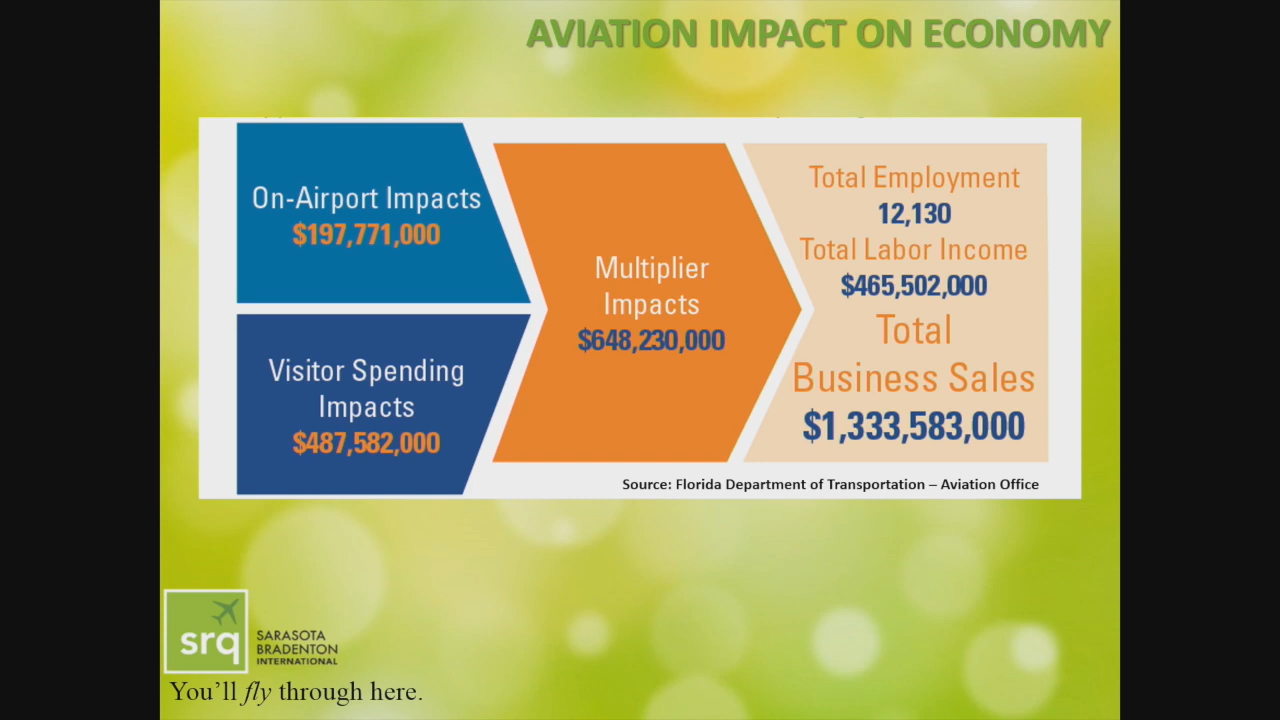 AVIATION IMPACT ON ECONOMY
On-Airport Impacts
$197,771,000
Visitor Spending
Impacts
$487,582,000
Multiplier
Impacts
$648,230,000
Total Employment
12,130
Total Labor Income
$465,502,000
Total
Business Sales
$1,333,583,000
Source: Florida Department of Transportation – Aviation Office
srq
SARASOTA
BRADENTON
INTERNATIONAL
You'll fly through here.